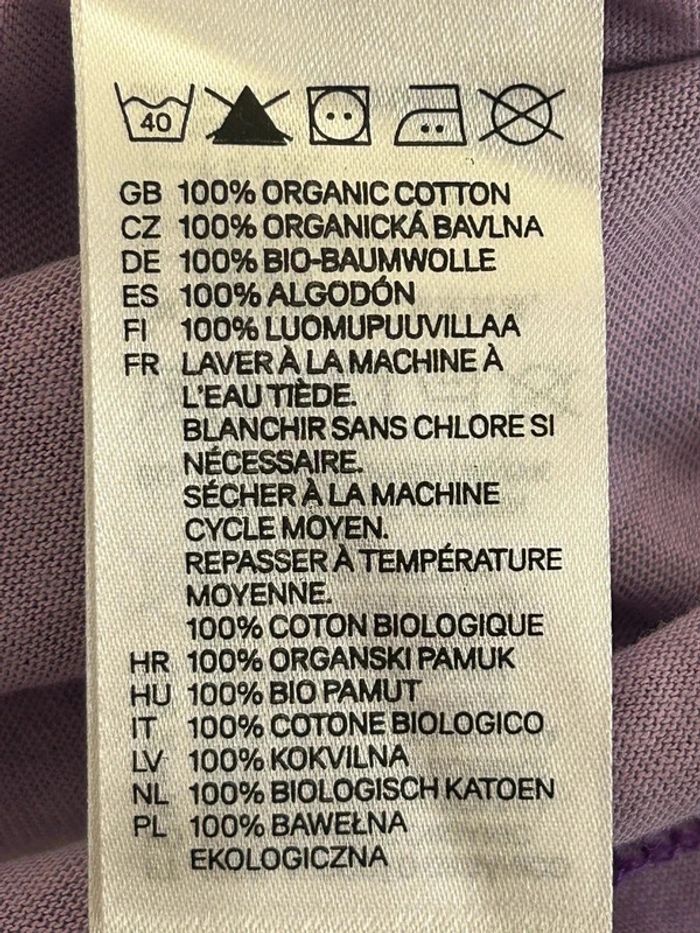 40
GB 100% ORGANIC COTTON
CZ 100% ORGANICKÁ BAVLNA
DE 100% BIO-BAUMWOLLE
ES 100% ALGODÓN
FI 100% LUOMUPUUVILLAA
FR LAVER À LA MACHINE À
L'EAU TIÈDE.
BLANCHIR SANS CHLORE SI
NÉCESSAIRE.
SÉCHER À LA MACHINE
CYCLE MOYEN.
REPASSER À TEMPÉRATURE
MOYENNE.
100% COTON BIOLOGIQUE
HR 100% ORGANSKI PAMUK
HU 100% BIO PAMUT
IT 100% COTONE BIOLOGICO
LV 100% KOKVILNA
NL 100% BIOLOGISCH KATOEN
PL 100% BAWEŁNA
EKOLOGICZNA